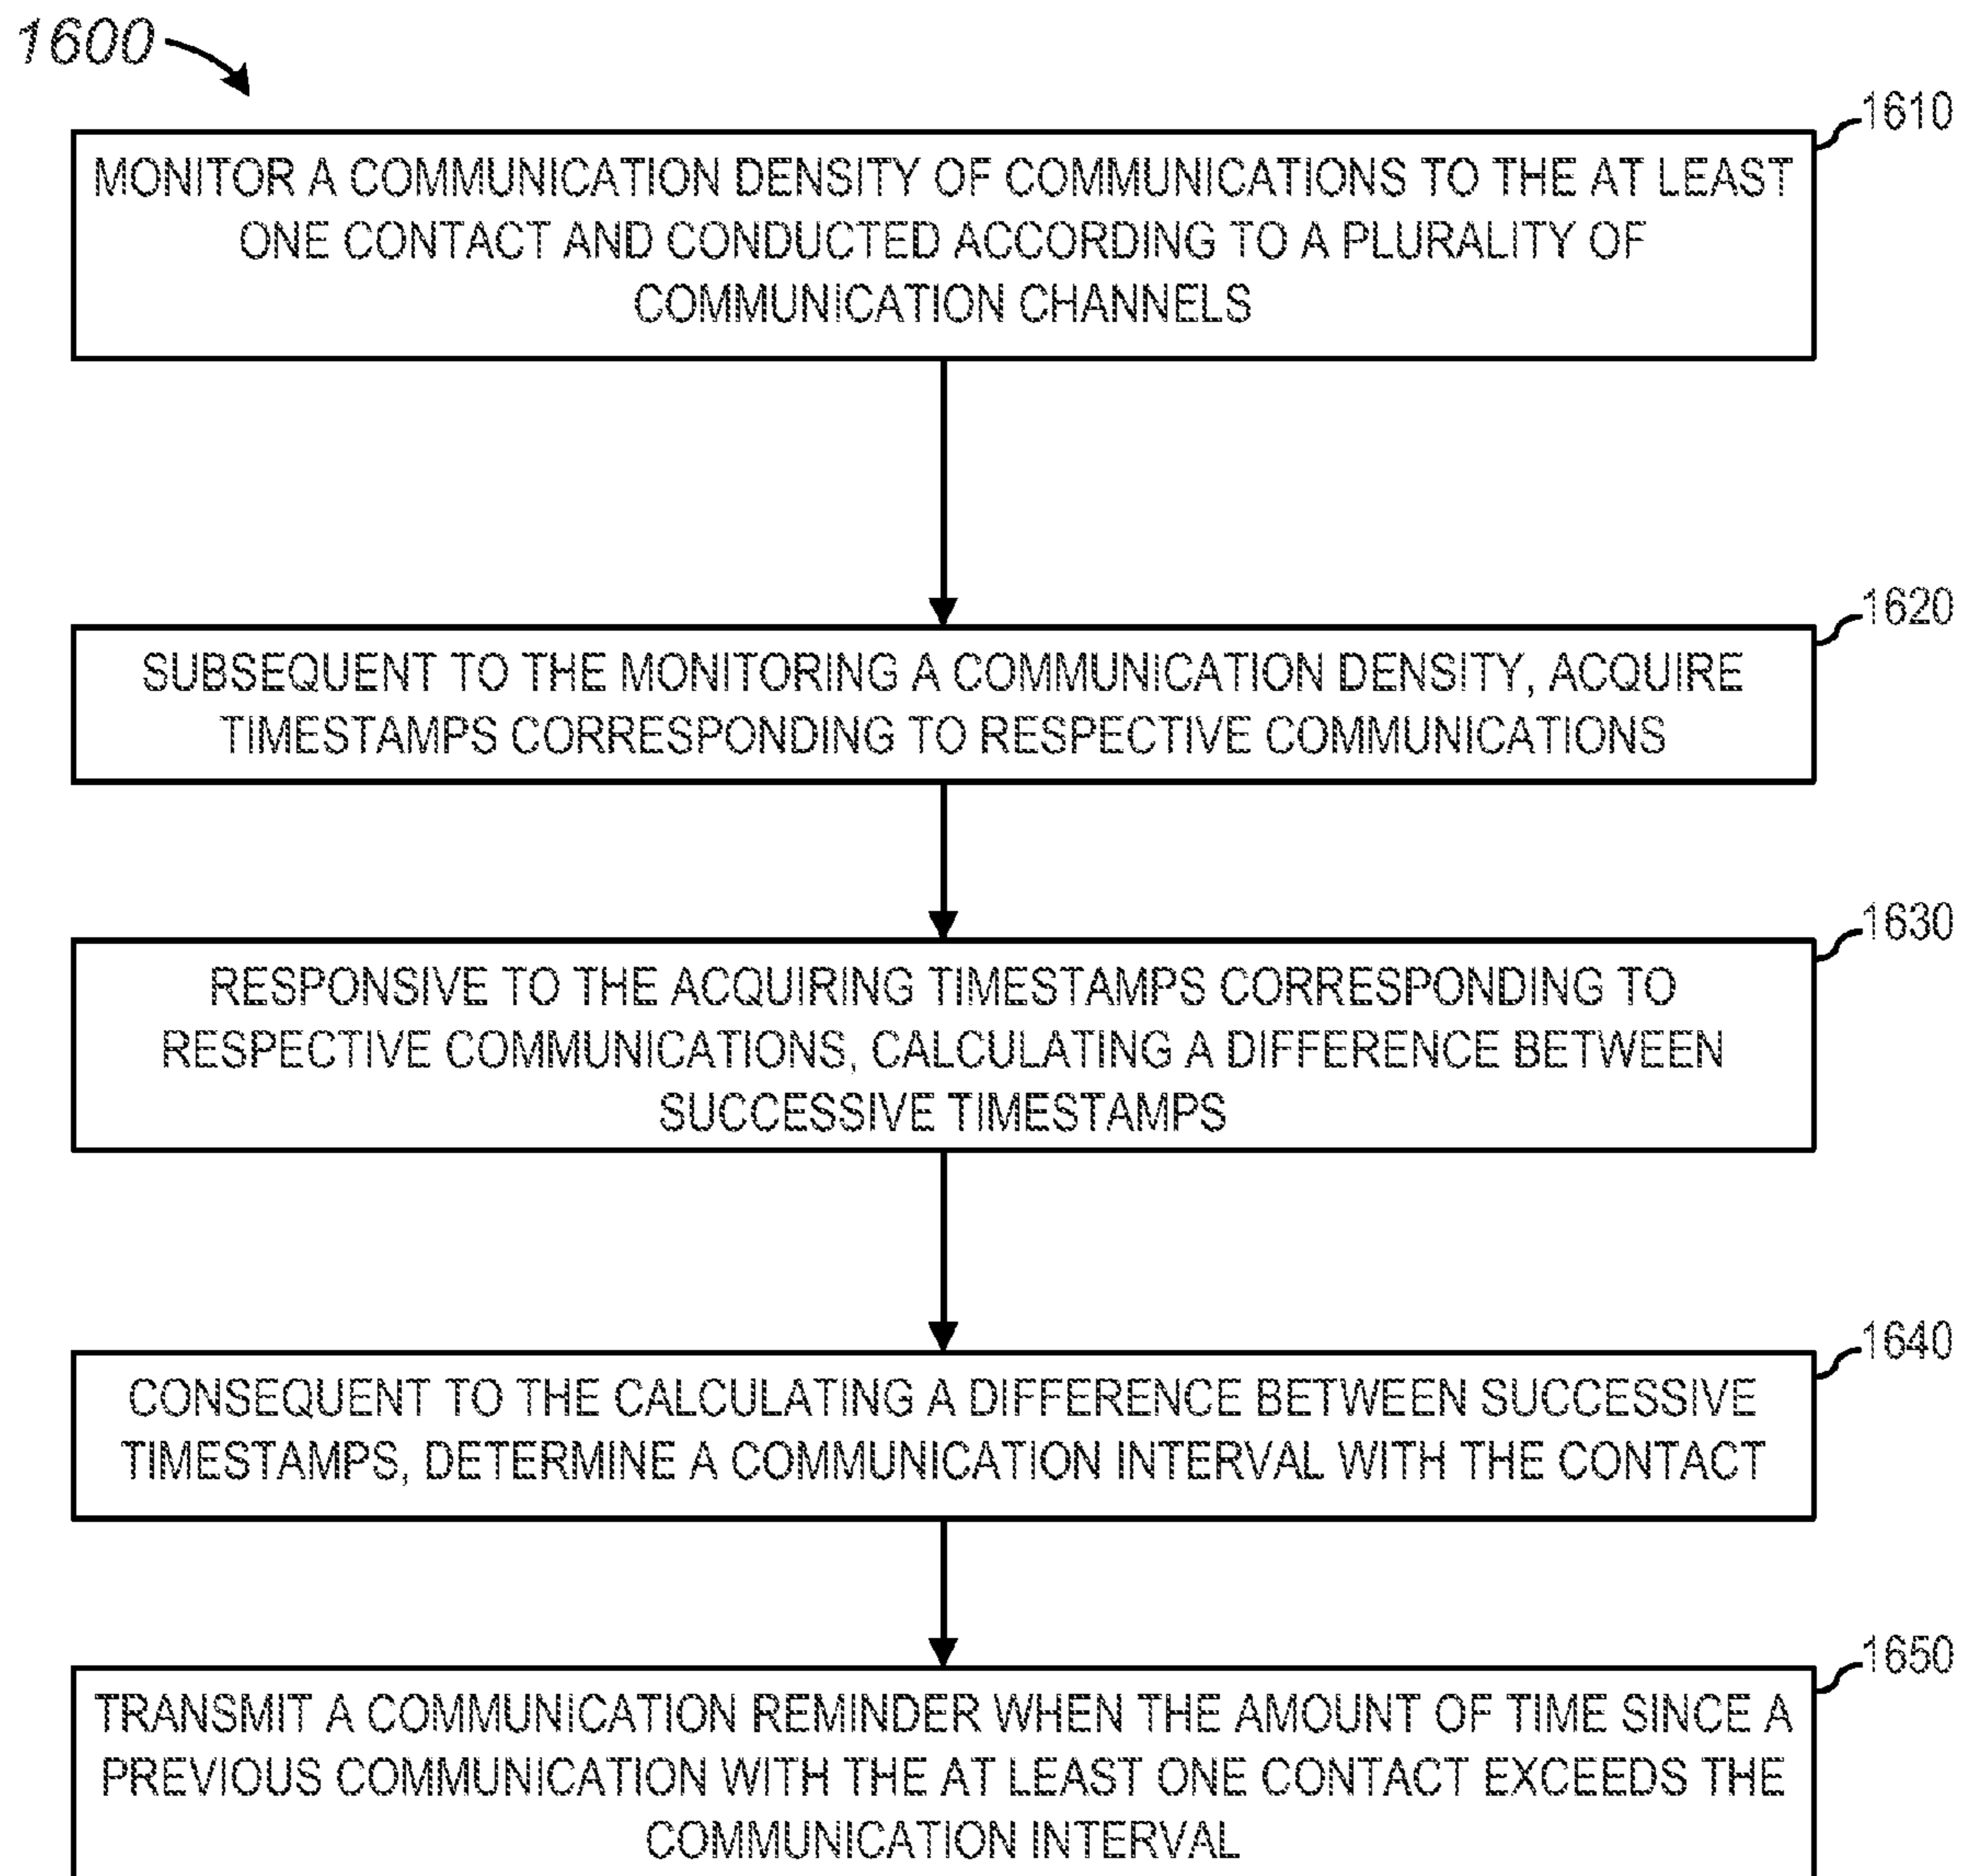 1600
1610
MONITOR A COMMUNICATION DENSITY OF COMMUNICATIONS TO THE AT LEAST
ONE CONTACT AND CONDUCTED ACCORDING TO A PLURALITY OF
COMMUNICATION CHANNELS
1620
SUBSEQUENT TO THE MONITORING A COMMUNICATION DENSITY, ACQUIRE
TIMESTAMPS CORRESPONDING TO RESPECTIVE COMMUNICATIONS
1630
RESPONSIVE TO THE ACQUIRING TIMESTAMPS CORRESPONDING TO
RESPECTIVE COMMUNICATIONS, CALCULATING A DIFFERENCE BETWEEN
SUCCESSIVE TIMESTAMPS
1640
CONSEQUENT TO THE CALCULATING A DIFFERENCE BETWEEN SUCCESSIVE
TIMESTAMPS, DETERMINE A COMMUNICATION INTERVAL WITH THE CONTACT
1650
TRANSMIT A COMMUNICATION REMINDER WHEN THE AMOUNT OF TIME SINCE A
PREVIOUS COMMUNICATION WITH THE AT LEAST ONE CONTACT EXCEEDS THE
COMMUNICATION INTERVAL